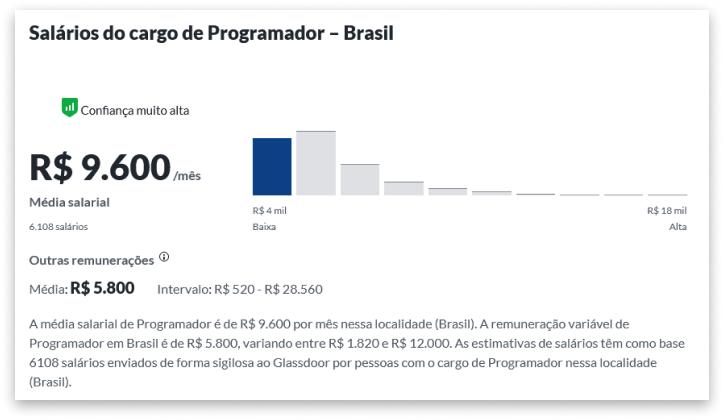 Salários do cargo de Programador – Brasil
Confiança muito alta
R$ 9.600 /mês
Média salarial
6.108 salários
R$ 4 mil
R$ 18 mil
Baixa
Alta
Outras remunerações
Média: R$ 5.800 Intervalo: R$ 520 - R$ 28.560
A média salarial de Programador é de R$ 9.600 por mês nessa localidade (Brasil). A remuneração variável de
Programador em Brasil é de R$ 5.800, variando entre R$ 1.820 e R$ 12.000. As estimativas de salários têm como base
6108 salários enviados de forma sigilosa ao Glassdoor por pessoas com o cargo de Programador nessa localidade
(Brasil).